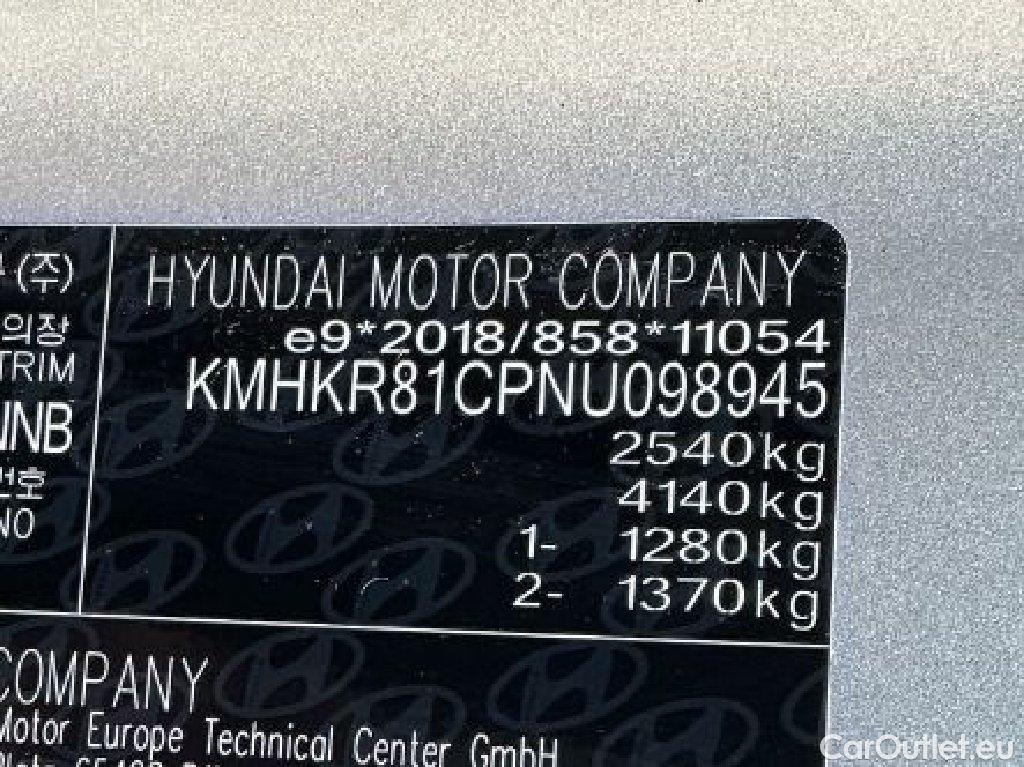 (주)
HYUNDAI MOTOR COMPANY
의장
e9*2018/858*11054
TRIM
KMHKR81CPNU098945
NNB
2540kg
번호
4140kg
NO
1- 1280kg
2- 1370kg
COMPANY
Motor Europe Technical Center GmbH
CarOutlet.eu